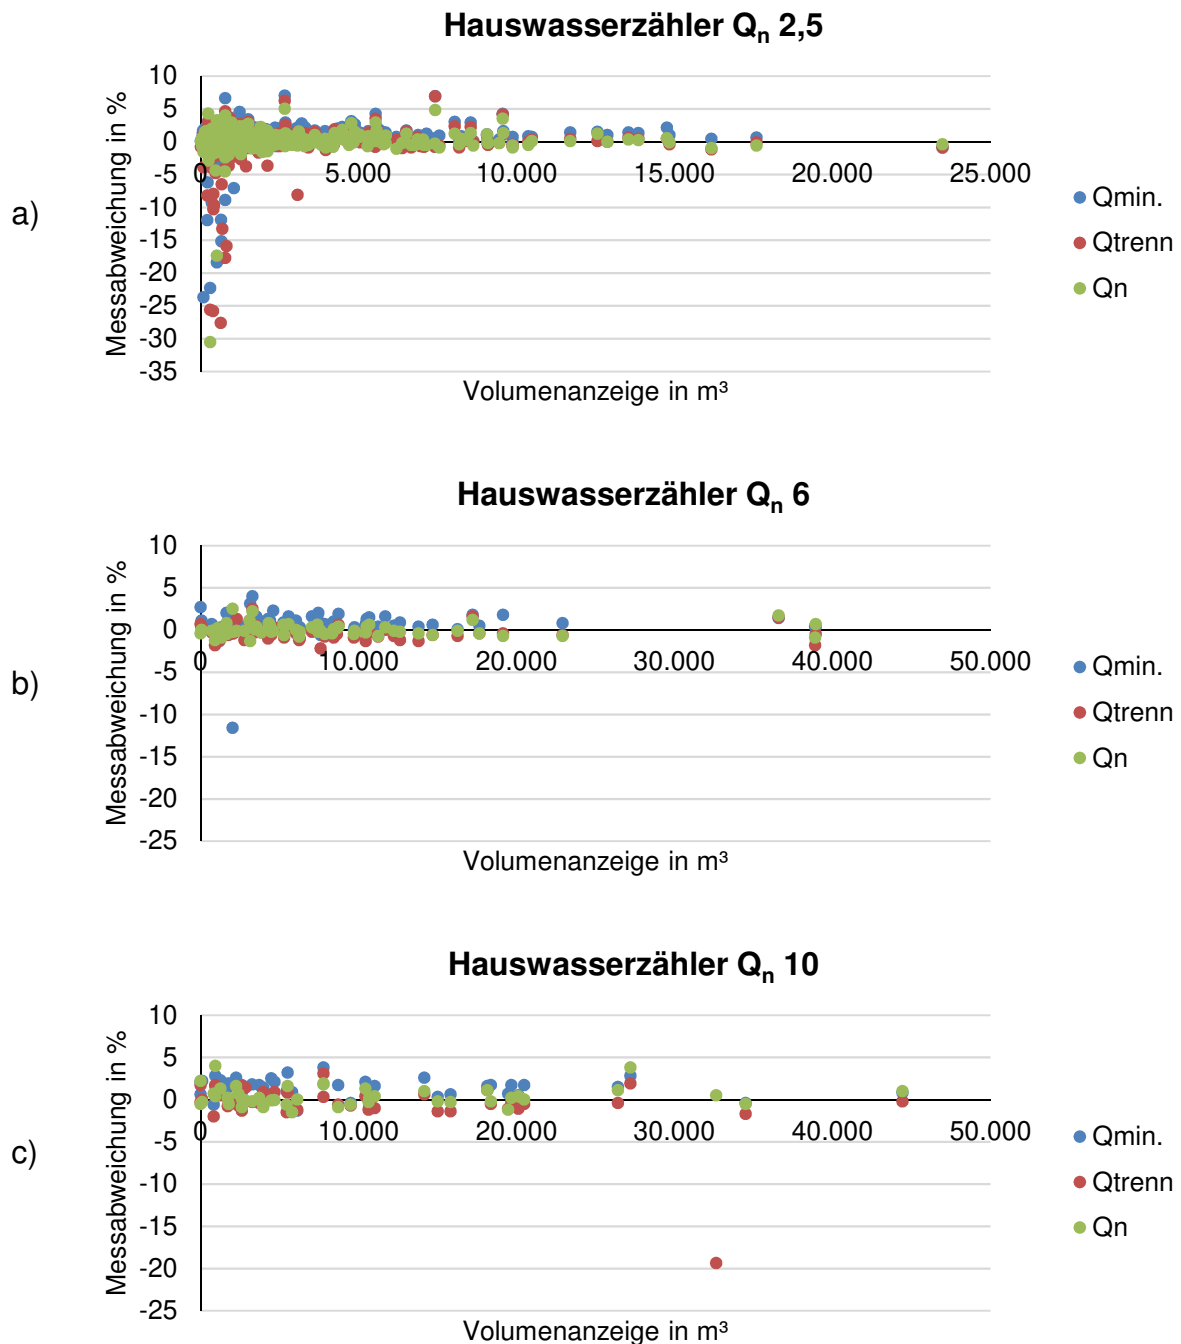 Hauswasserzähler Qn 2,5
10
5
0
-5
-10
-15
-20
-25
-30
-35
0 5.000 10.000 15.000 20.000 25.000
Messabweichung in %
Volumenanzeige in m³
Qmin.
Qtrenn
Qn
a)
Hauswasserzähler Qn 6
10
5
0
-5
-10
-15
-20
-25
0 10.000 20.000 30.000 40.000 50.000
Messabweichung in %
Volumenanzeige in m³
Qmin.
Qtrenn
Qn
b)
Hauswasserzähler Qn 10
10
5
0
-5
-10
-15
-20
-25
0 10.000 20.000 30.000 40.000 50.000
Messabweichung in %
Volumenanzeige in m³
Qmin.
Qtrenn
Qn
c)